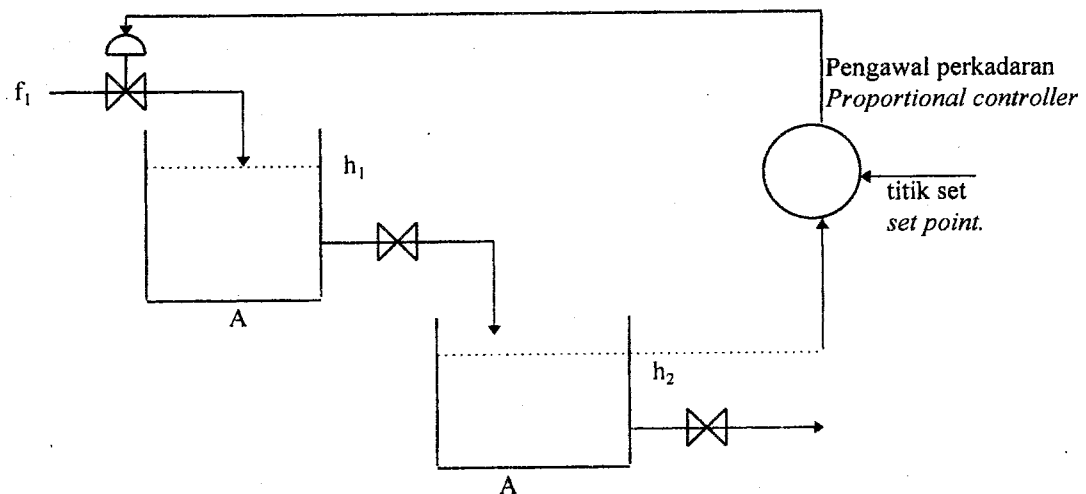 Pengawal perkadaran
Proportional controller
f₁
h₁
titik set
set point.
A
h₂
A